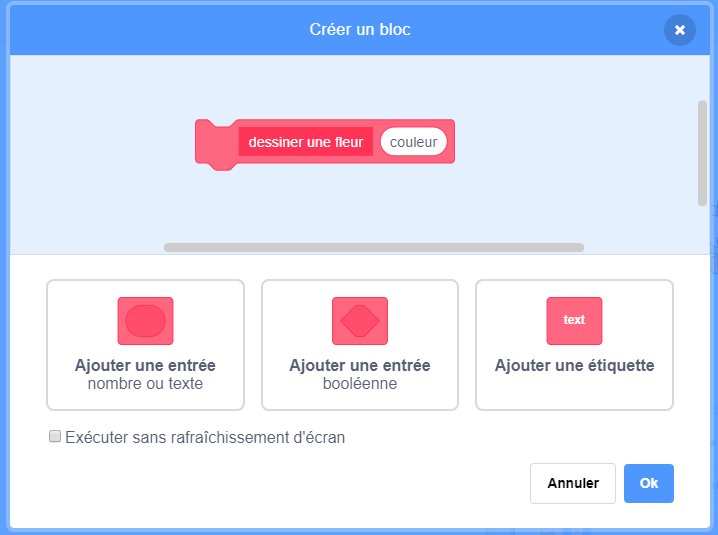 Créer un bloc
dessiner une fleur couleur
text
Ajouter une entrée
nombre ou texte
Ajouter une entrée
booléenne
Ajouter une étiquette
Exécuter sans rafraîchissement d'écran
Annuler
Ok